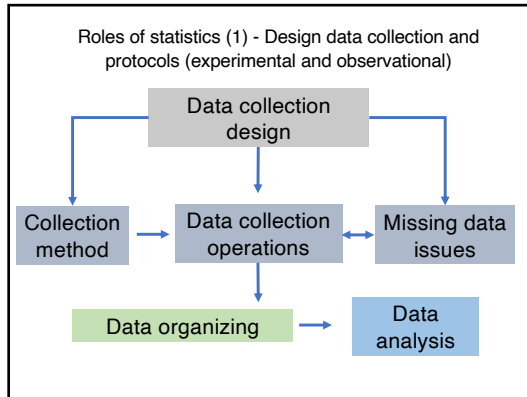 Roles of statistics (1) - Design data collection and
protocols (experimental and observational)
Data collection
design
Collection
method
Data collection
operations
Missing data
issues
Data organizing
Data
analysis